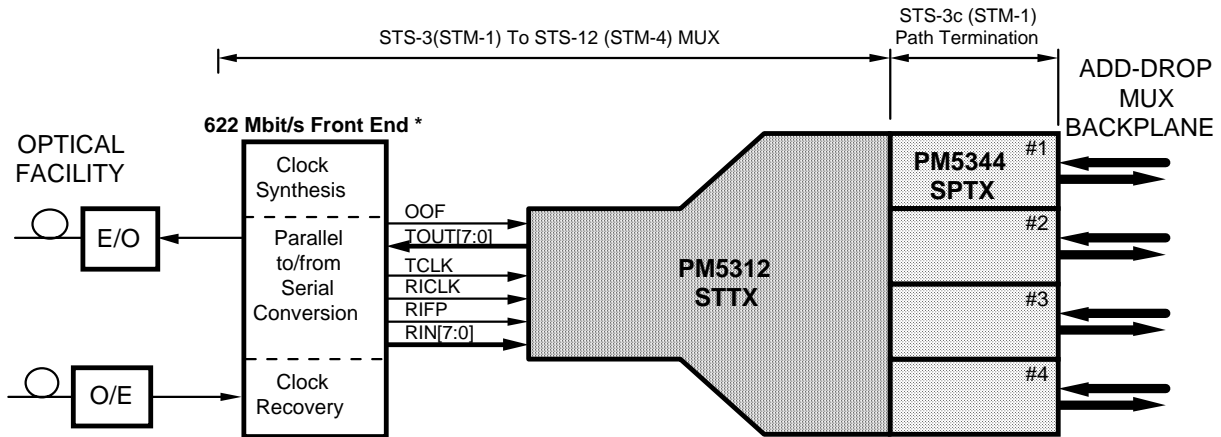 STS-3(STM-1) To STS-12 (STM-4) MUX
STS-3c (STM-1)
Path Termination
ADD-DROP
MUX
BACKPLANE
622 Mbit/s Front End *
OPTICAL
FACILITY
E/O
O/E
Clock
Synthesis
Parallel
to/from
Serial
Conversion
Clock
Recovery
OOF
TOUT[7:0]
TCLK
RICLK
RIFP
RIN[7:0]
PM5312
STTX
#1
PM5344
SPTX
#2
#3
#4